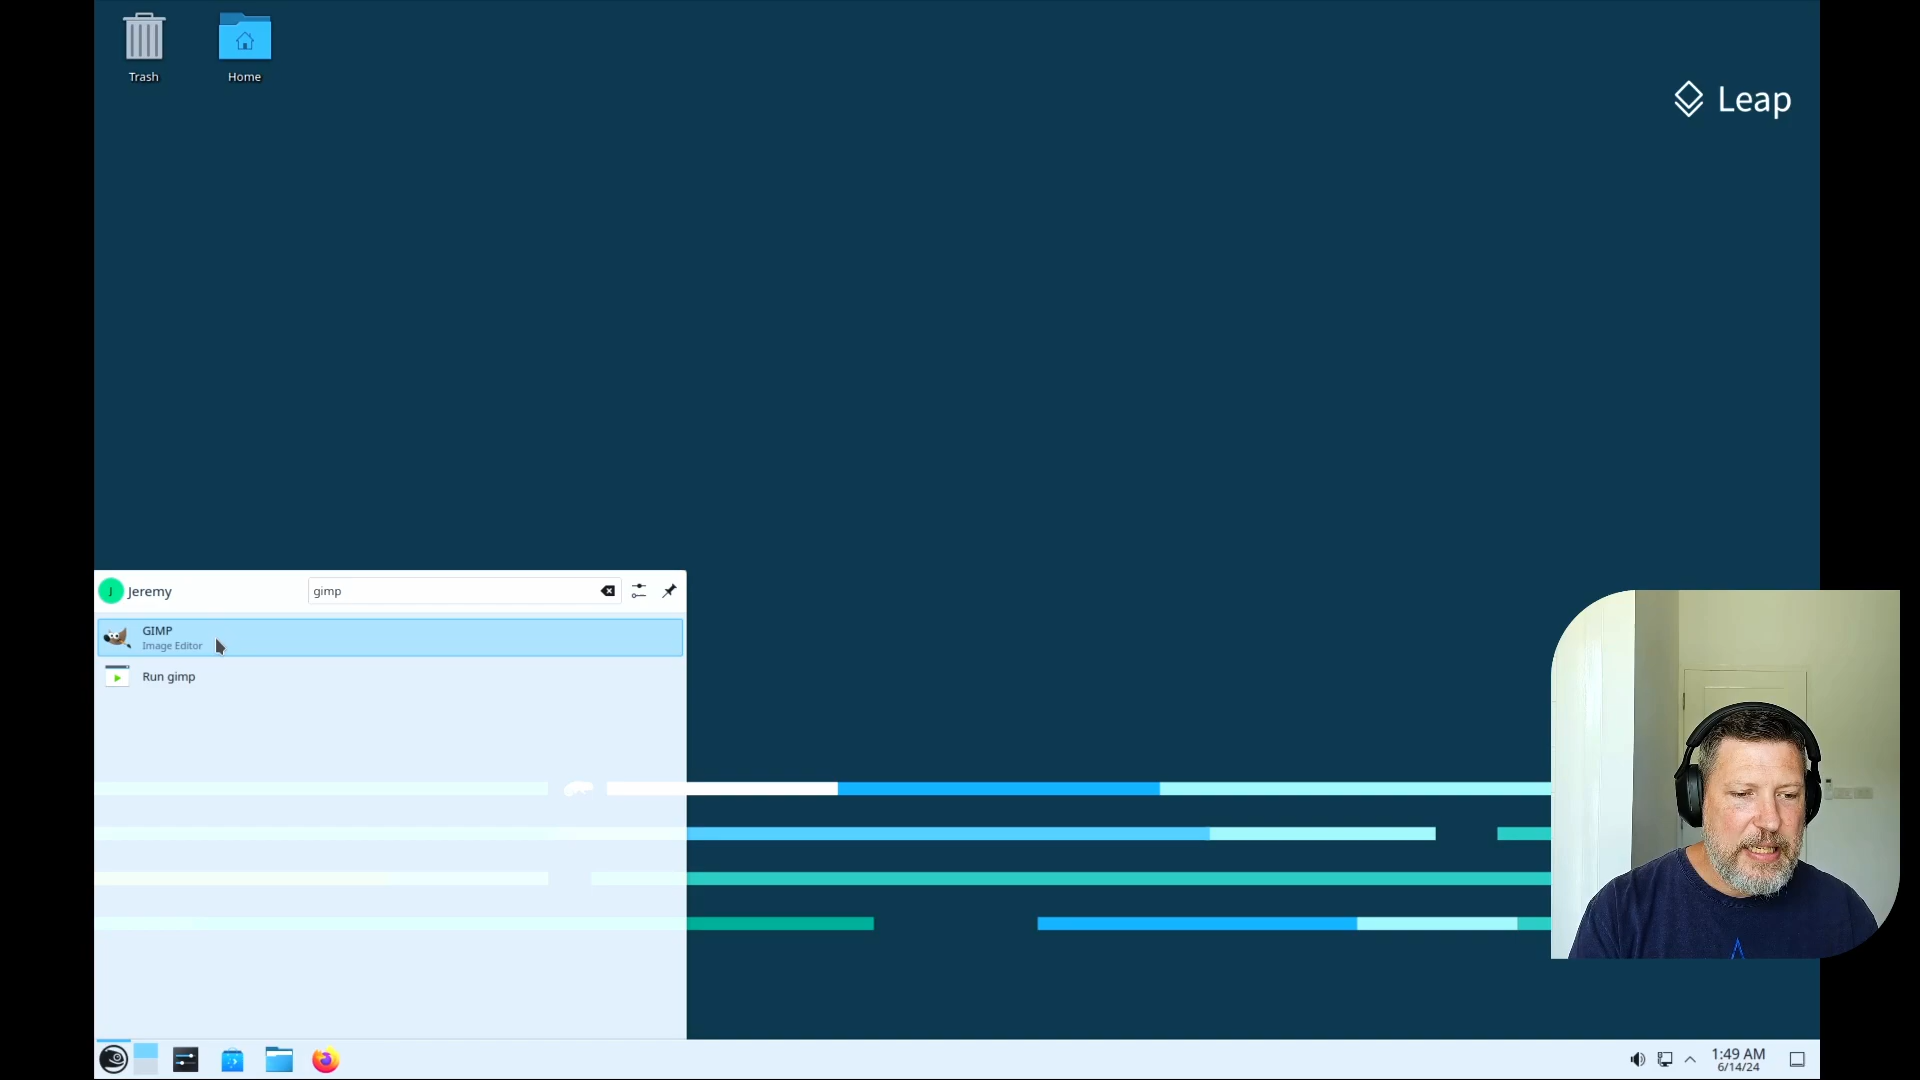 Trash
Home
Leap
J
Jeremy
gimp
GIMP
Image Editor
Run gimp
1:49 AM
6/14/24